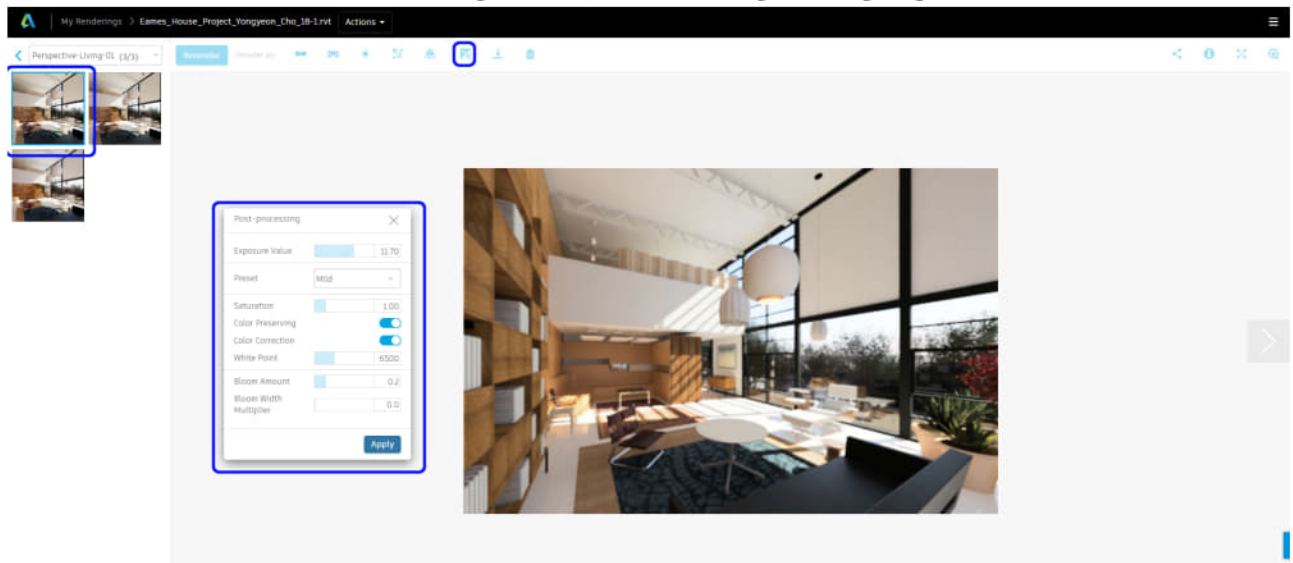 My Renderings > Eames_House_Project_Yongyeon_Cho_18-1.rvt Actions
Perspective-Living-01 (3/3)
Rerender Render as:
Post-processing
Exposure Value 11.70
Preset Mild
Saturation 1.00
Color Preserving
Color Correction
White Point 6500
Bloom Amount 0.2
Bloom Width
Multiplier 0.0
Apply